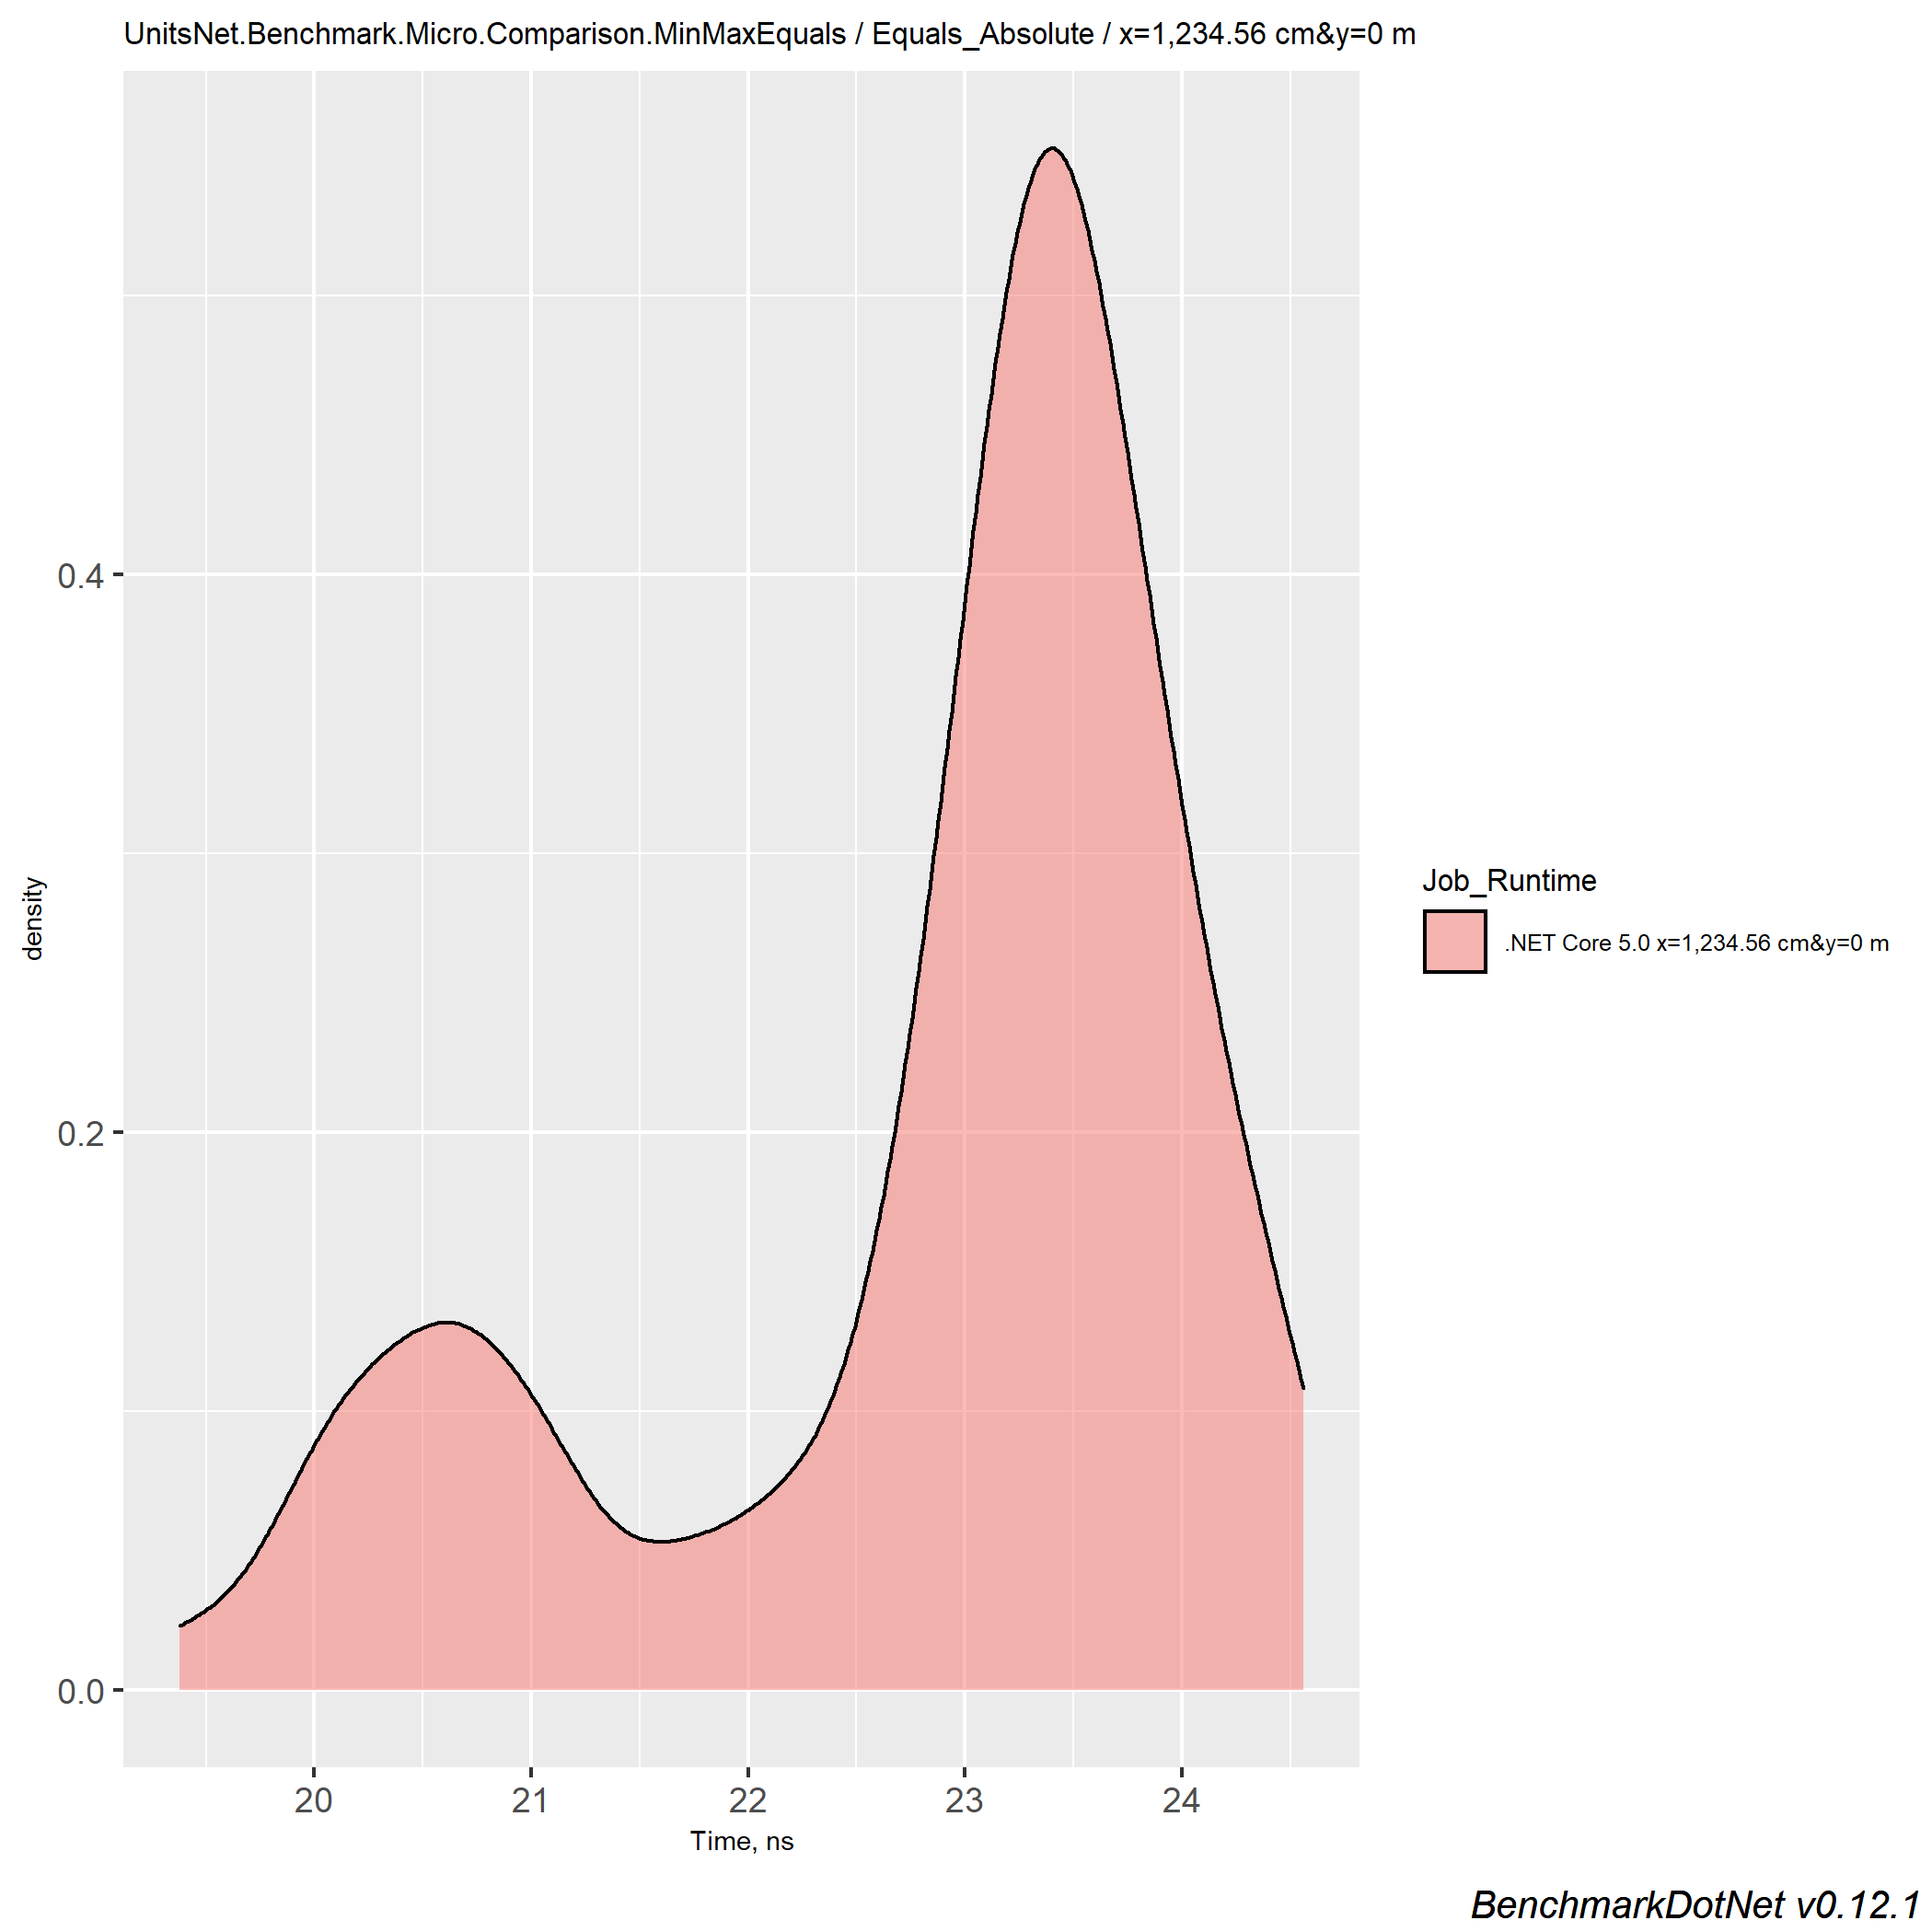 UnitsNet.Benchmark.Micro.Comparison.MinMaxEquals / Equals_Absolute / x=1,234.56 cm&y=0 m
density
0.4
0.2
0.0
20 21 22 23 24
Time, ns
Job_Runtime
.NET Core 5.0 x=1,234.56 cm&y=0 m
BenchmarkDotNet v0.12.1